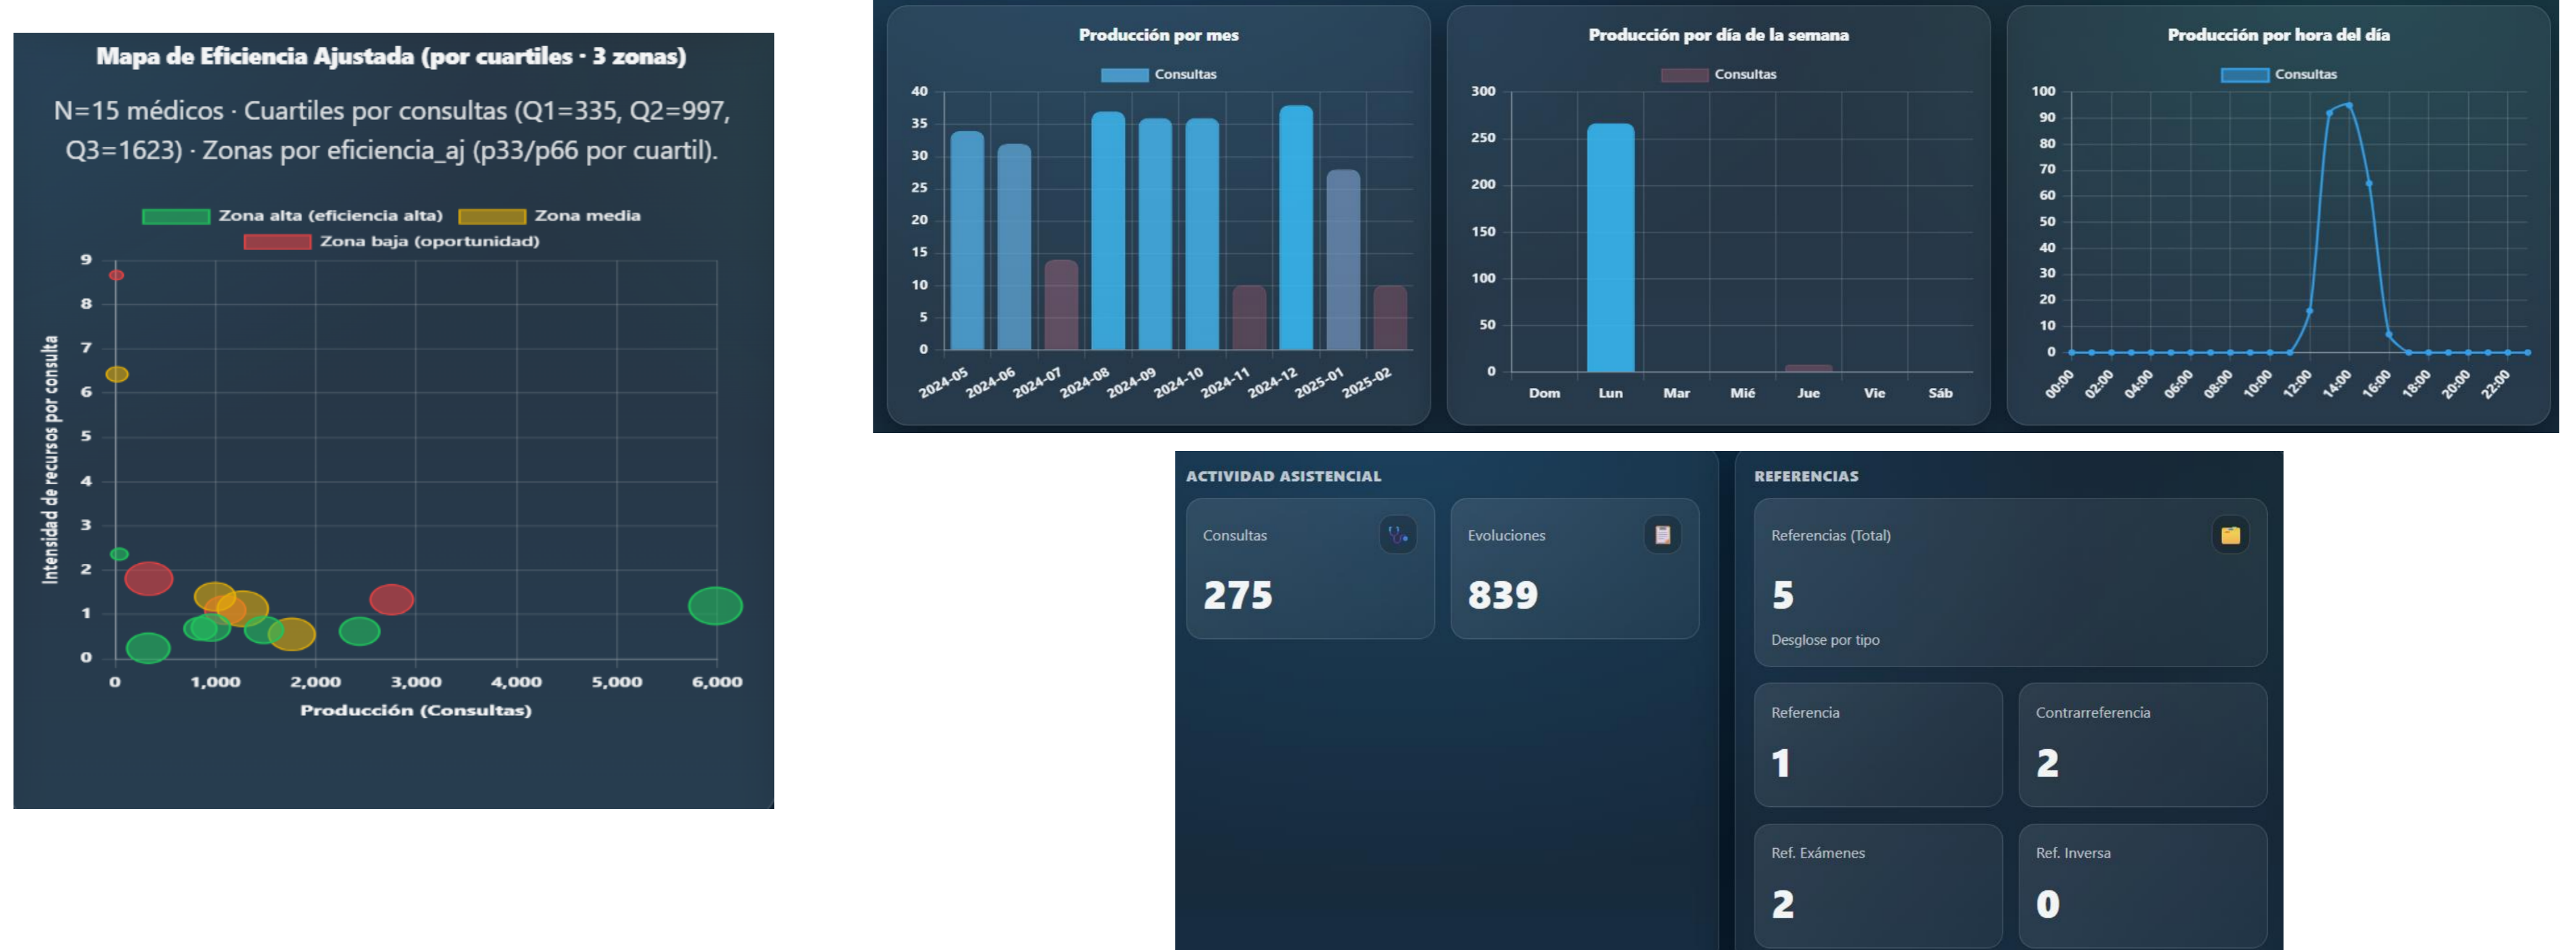 Mapa de Eficiencia Ajustada (por cuartiles · 3 zonas)
N=15 médicos · Cuartiles por consultas (Q1=335, Q2=997,
Q3=1623) · Zonas por eficiencia_aj (p33/p66 por cuartil).
Zona alta (eficiencia alta) Zona media
Zona baja (oportunidad)
9
8
7
6
5
4
3
2
1
0
Intensidad de recursos por consulta
0 1,000 2,000 3,000 4,000 5,000 6,000
Producción (Consultas)
Producción por mes
Consultas
40
35
30
25
20
15
10
5
0
2024-05 2024-06 2024-07 2024-08 2024-09 2024-10 2024-11 2024-12 2025-01 2025-02
Producción por día de la semana
Consultas
300
250
200
150
100
50
0
Dom Lun Mar Mié Jue Vie Sáb
Producción por hora del día
Consultas
100
90
80
70
60
50
40
30
20
10
0
00:00 02:00 04:00 06:00 08:00 10:00 12:00 14:00 16:00 18:00 20:00 22:00
ACTIVIDAD ASISTENCIAL
Consultas
275
Evoluciones
839
REFERENCIAS
Referencias (Total)
5
Desglose por tipo
Referencia
1
Contrarreferencia
2
Ref. Exámenes
2
Ref. Inversa
0